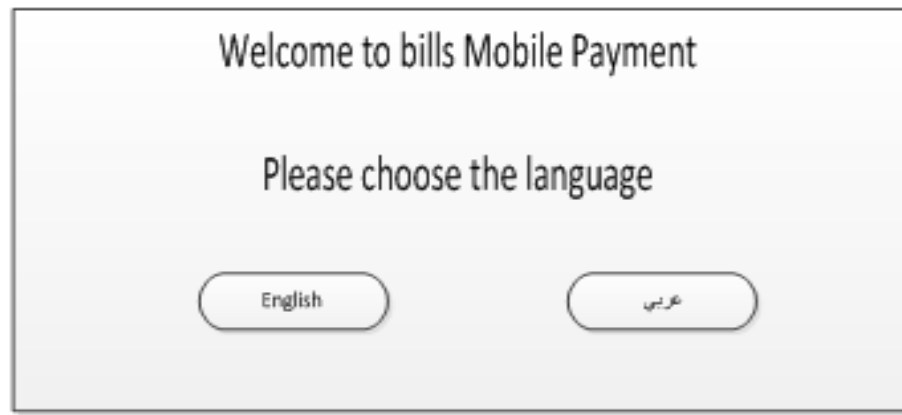 Welcome to bills Mobile Payment
Please choose the language
English
عربي